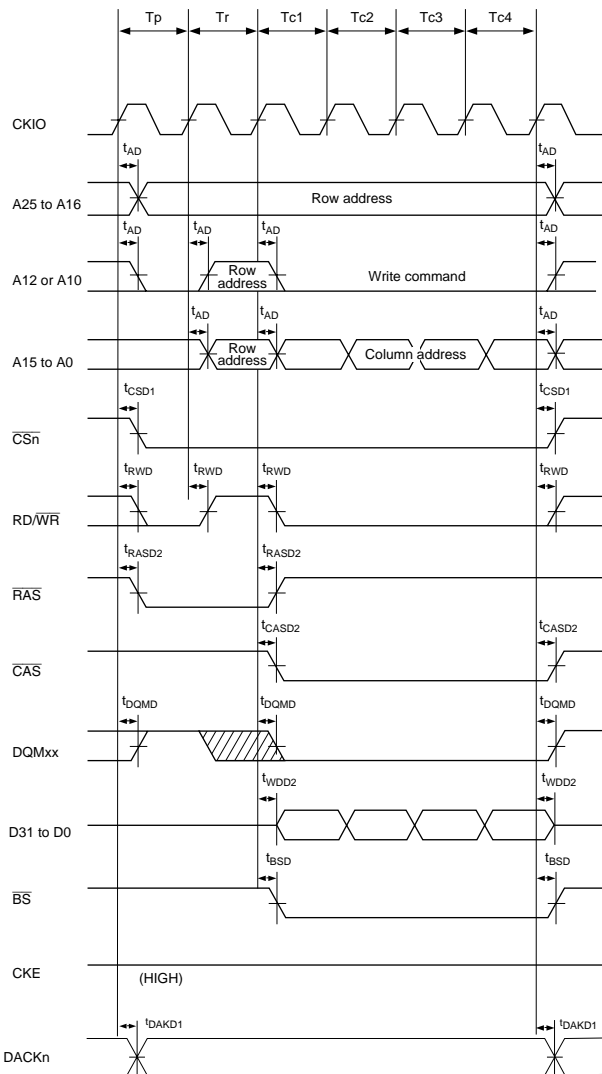 Tp Tr Tc1 Tc2 Tc3 Tc4
CKIO
tAD tAD
A25 to A16 Row address
tAD tAD tAD tAD
A12 or A10 Row address Write command
tAD tAD tAD
A15 to A0 Row address Column address
tCSD1 tCSD1
CSn
tRWD tRWD tRWD tRWD
RD/WR
tRASD2 tRASD2
RAS
tCASD2 tCASD2
CAS
tDQMD tDQMD tDQMD
DQMxx
tWDD2 tWDD2
D31 to D0
tBSD tBSD
BS
CKE (HIGH)
tDAKD1 tDAKD1
DACKn